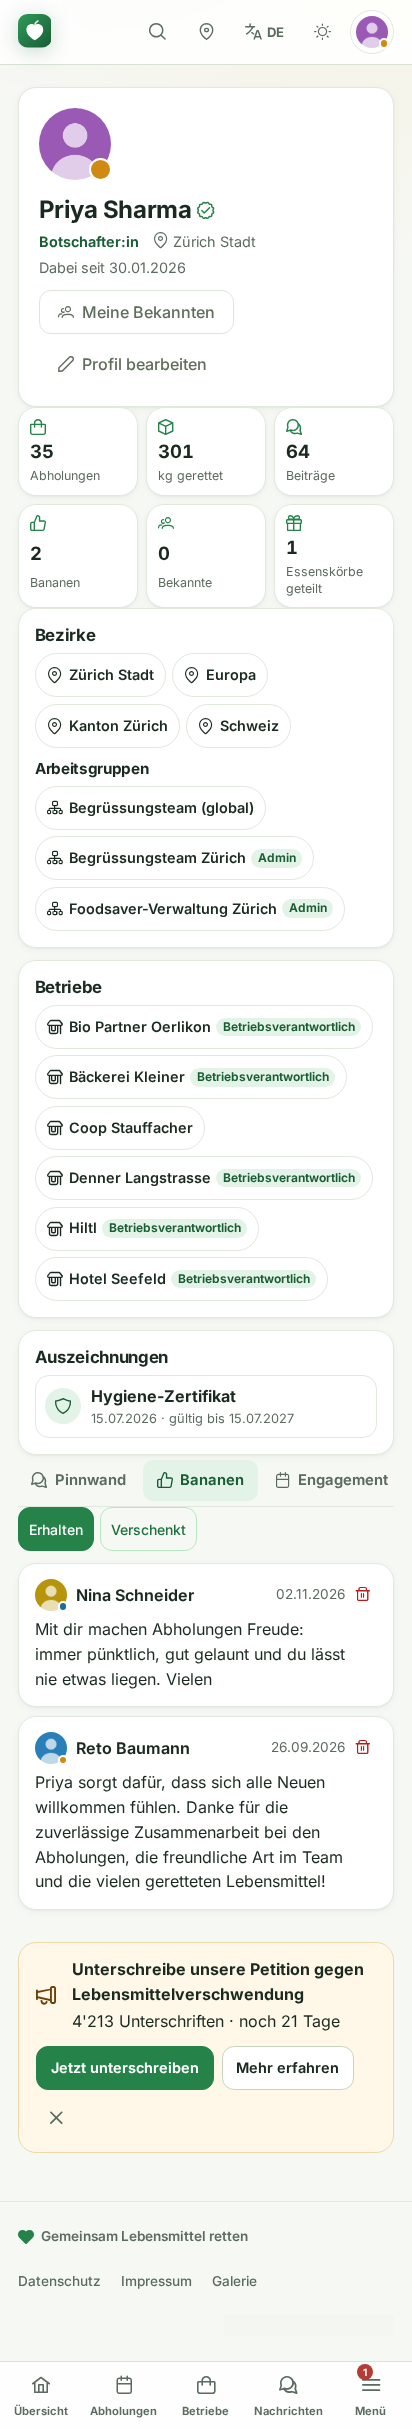 DE
Priya Sharma
Botschafter:in Zürich Stadt
Dabei seit 30.01.2026
Meine Bekannten
Profil bearbeiten
35
Abholungen
301
kg gerettet
64
Beiträge
2
Bananen
0
Bekannte
1
Essenskörbe
geteilt
Bezirke
Zürich Stadt
Europa
Kanton Zürich
Schweiz
Arbeitsgruppen
Begrüssungsteam (global)
Begrüssungsteam Zürich Admin
Foodsaver-Verwaltung Zürich Admin
Betriebe
Bio Partner Oerlikon Betriebsverantwortlich
Bäckerei Kleiner Betriebsverantwortlich
Coop Stauffacher
Denner Langstrasse Betriebsverantwortlich
Hiltl Betriebsverantwortlich
Hotel Seefeld Betriebsverantwortlich
Auszeichnungen
Hygiene-Zertifikat
15.07.2026 · gültig bis 15.07.2027
Pinnwand Bananen Engagement
Erhalten Verschenkt
Nina Schneider 02.11.2026
Mit dir machen Abholungen Freude:
immer pünktlich, gut gelaunt und du lässt
nie etwas liegen. Vielen
Reto Baumann 26.09.2026
Priya sorgt dafür, dass sich alle Neuen
willkommen fühlen. Danke für die
zuverlässige Zusammenarbeit bei den
Abholungen, die freundliche Art im Team
und die vielen geretteten Lebensmittel!
Unterschreibe unsere Petition gegen
Lebensmittelverschwendung
4'213 Unterschriften · noch 21 Tage
Jetzt unterschreiben Mehr erfahren
Gemeinsam Lebensmittel retten
Datenschutz Impressum Galerie
1
Übersicht Abholungen Betriebe Nachrichten Menü